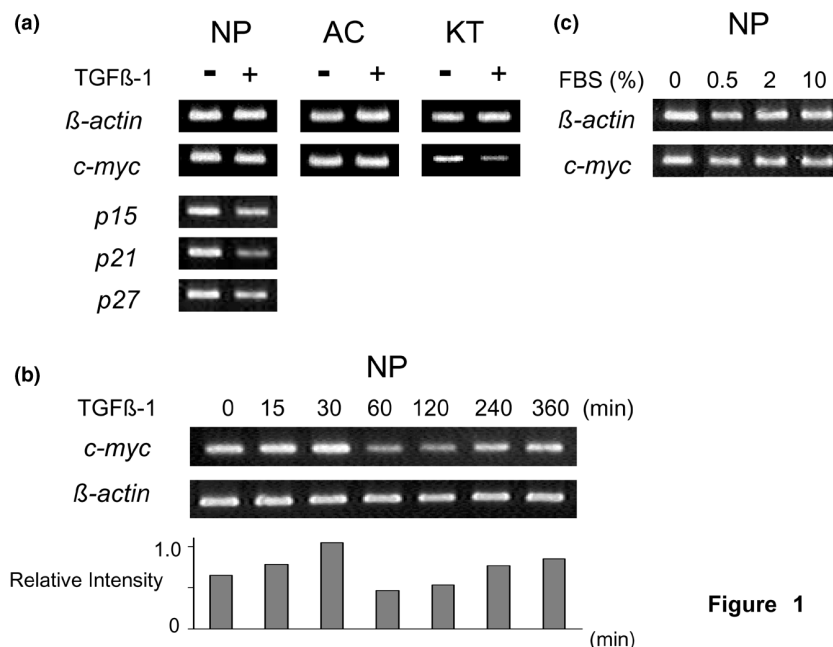 (a)
NP AC KT
TGFß-1 - + - + - +
ß-actin
c-myc
p15
p21
p27
(c)
NP
FBS (%) 0 0.5 2 10
ß-actin
c-myc
(b)
NP
TGFß-1 0 15 30 60 120 240 360 (min)
c-myc
ß-actin
1.0
Relative Intensity
0
(min)
Figure 1